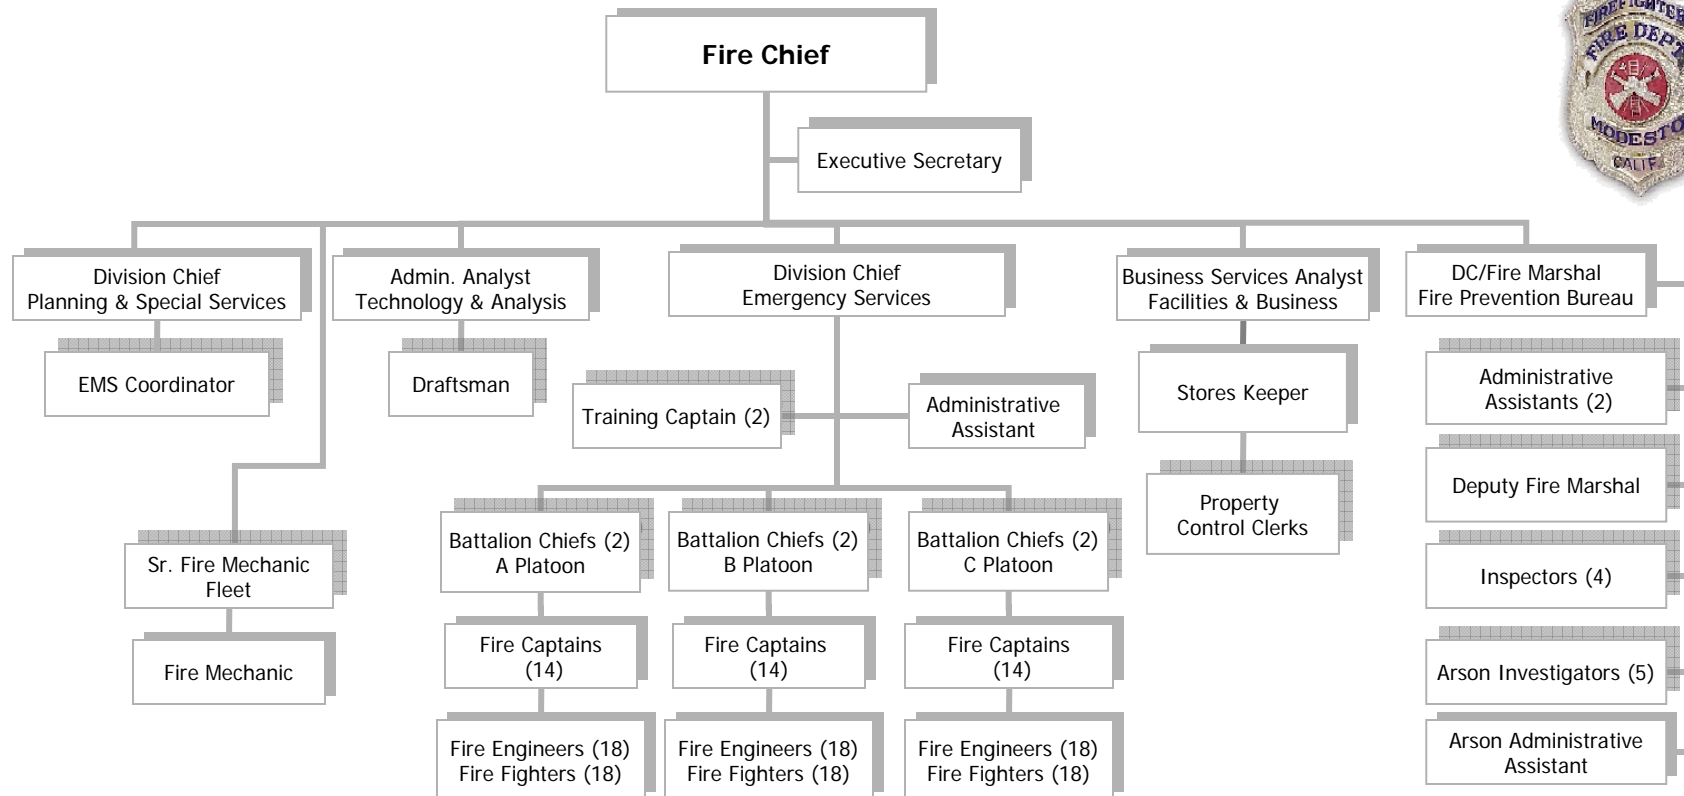 Fire Chief
FIREFIGHTER
FIRE DEPT
MODESTO
CALIF.
Executive Secretary
Division Chief
Planning & Special Services
Admin. Analyst
Technology & Analysis
Division Chief
Emergency Services
Business Services Analyst
Facilities & Business
DC/Fire Marshal
Fire Prevention Bureau
EMS Coordinator
Draftsman
Training Captain (2)
Administrative
Assistant
Stores Keeper
Administrative
Assistants (2)
Property
Control Clerks
Deputy Fire Marshal
Sr. Fire Mechanic
Fleet
Battalion Chiefs (2)
A Platoon
Battalion Chiefs (2)
B Platoon
Battalion Chiefs (2)
C Platoon
Inspectors (4)
Fire Mechanic
Fire Captains
(14)
Fire Captains
(14)
Fire Captains
(14)
Arson Investigators (5)
Fire Engineers (18)
Fire Fighters (18)
Fire Engineers (18)
Fire Fighters (18)
Fire Engineers (18)
Fire Fighters (18)
Arson Administrative
Assistant